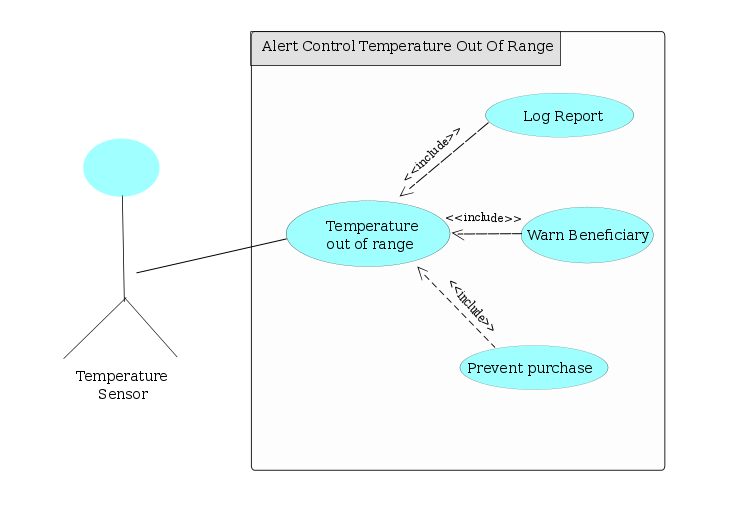 Alert Control Temperature Out Of Range
Log Report
<<include>>
Temperature
out of range
<<include>>
Warn Beneficiary
<<include>>
Prevent purchase
Temperature
Sensor